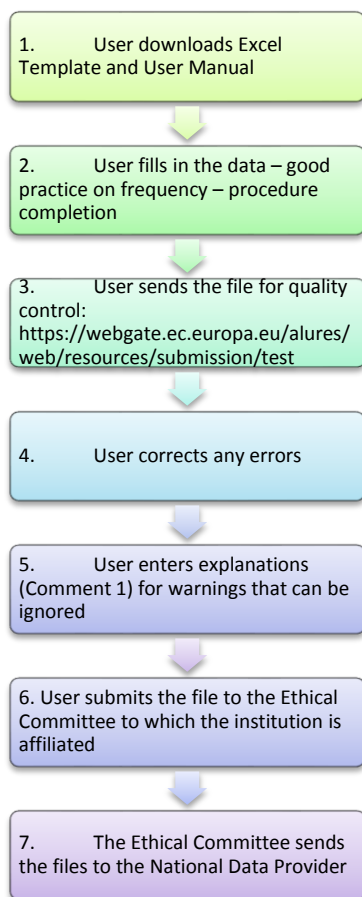 1. User downloads Excel
Template and User Manual
2. User fills in the data – good
practice on frequency – procedure
completion
3. User sends the file for quality
control:
https://webgate.ec.europa.eu/alures/
web/resources/submission/test
4. User corrects any errors
5. User enters explanations
(Comment 1) for warnings that can be
ignored
6. User submits the file to the Ethical
Committee to which the institution is
affiliated
7. The Ethical Committee sends
the files to the National Data Provider